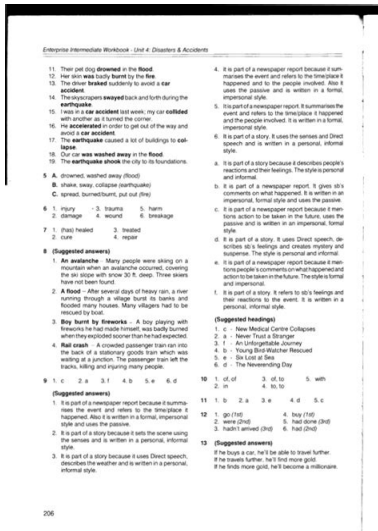 Enterprise Intermediate Workbook - Unit 4: Disasters & Accidents
11. Their pet dog drowned in the flood.
12. Her skin was badly burnt by the fire.
13. The driver braked suddenly to avoid a car
accident.
14. The skyscrapers swayed back and forth during the
earthquake.
15. I was in a car accident last week; my car collided
with another as it turned the corner.
16. He accelerated in order to get out of the way and
avoid a car accident.
17. The earthquake caused a lot of buildings to col-
lapse.
18. Our car was washed away in the flood.
19. The earthquake shook the city to its foundations.
5 A. drowned, washed away (flood)
B. shake, sway, collapse (earthquake)
C. spread, burned/burnt, put out (fire)
6 1. injury - 3. trauma 5. harm
2. damage 4. wound 6. breakage
7 1. (has) healed 3. treated
2. cure 4. repair
8 (Suggested answers)
1. An avalanche - Many people were skiing on a
mountain when an avalanche occurred, covering
the ski slope with snow 30 ft. deep. Three skiers
have not been found.
2. A flood - After several days of heavy rain, a river
running through a village burst its banks and
flooded many houses. Many villagers had to be
rescued by boat.
3. Boy burnt by fireworks - A boy playing with
fireworks he had made himself, was badly burned
when they exploded sooner than he had expected.
4. Rail crash - A crowded passenger train ran into
the back of a stationary goods train which was
waiting at a junction. The passenger train left the
tracks, killing and injuring many people.
9 1. c 2. a 3. f 4. b 5. e 6. d
(Suggested answers)
1. It is part of a newspaper report because it summa-
rises the event and refers to the time/place it
happened. Also it is written in a formal, impersonal
style and uses the passive.
2. It is part of a story because it sets the scene using
the senses and is written in a personal, informal
style.
3. It is part of a story because it uses Direct speech,
describes the weather and is written in a personal,
informal style.
4. It is part of a newspaper report because it sum-
marises the event and refers to the time/place it
happened and to the people involved. Also it
uses the passive and is written in a formal,
impersonal style.
5. It is part of a newspaper report. It summarises the
event and refers to the time/place it happened
and the people involved. It is written in a formal,
impersonal style.
6. It is part of a story. It uses the senses and Direct
speech and is written in a personal, informal
style.
a. It is part of a story because it describes people's
reactions and their feelings. The style is personal
and informal.
b. It is part of a newspaper report. It gives sb's
comments on what happened. It is written in an
impersonal, formal style and uses the passive.
c. It is part of a newspaper report because it men-
tions action to be taken in the future, uses the
passive and is written in an impersonal, formal
style.
d. It is part of a story. It uses Direct speech, de-
scribes sb's feelings and creates mystery and
suspense. The style is personal and informal.
e. It is part of a newspaper report because it men-
tions people's comments on what happened and
action to be taken in the future. The style is formal
and impersonal.
f. It is part of a story. It refers to sb's feelings and
their reactions to the event. It is written in a
personal, informal style.
(Suggested headings)
1. c - New Medical Centre Collapses
2. a - Never Trust a Stranger
3. f - An Unforgettable Journey
4. b - Young Bird-Watcher Rescued
5. e - Six Lost at Sea
6. d - The Neverending Day
10 1. of, of 3. of, to 5. with
2. in 4. to, to
11 1. b 2. a 3. e 4. d 5. c
12 1. go (1st) 4. buy (1st)
2. were (2nd) 5. had done (3rd)
3. hadn't arrived (3rd) 6. had (2nd)
13 (Suggested answers)
If he buys a car, he'll be able to travel further.
If he travels further, he'll find more gold.
If he finds more gold, he'll become a millionaire.
206